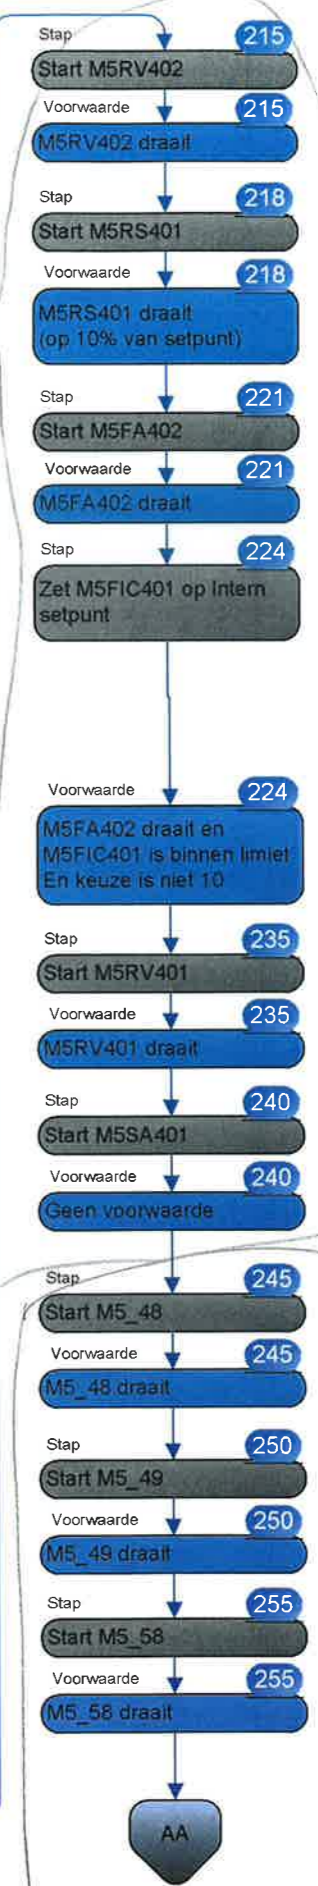 Stap
215
Start M5RV402
Voorwaarde
215
M5RV402 draait
Stap
218
Start M5RS401
Voorwaarde
218
M5RS401 draait
(op 10% van setpunt)
Stap
221
Start M5FA402
Voorwaarde
221
M5FA402 draait
Stap
224
Zet M5FIC401 op Intern
setpunt
Voorwaarde
224
M5FA402 draait en
M5FIC401 is binnen limiet
En keuze is niet 10
Stap
235
Start M5RV401
Voorwaarde
235
M5RV401 draait
Stap
240
Start M5SA401
Voorwaarde
240
Geen voorwaarde
Stap
245
Start M5_48
Voorwaarde
245
M5_48 draait
Stap
250
Start M5_49
Voorwaarde
250
M5_49 draait
Stap
255
Start M5_58
Voorwaarde
255
M5_58 draait
AA